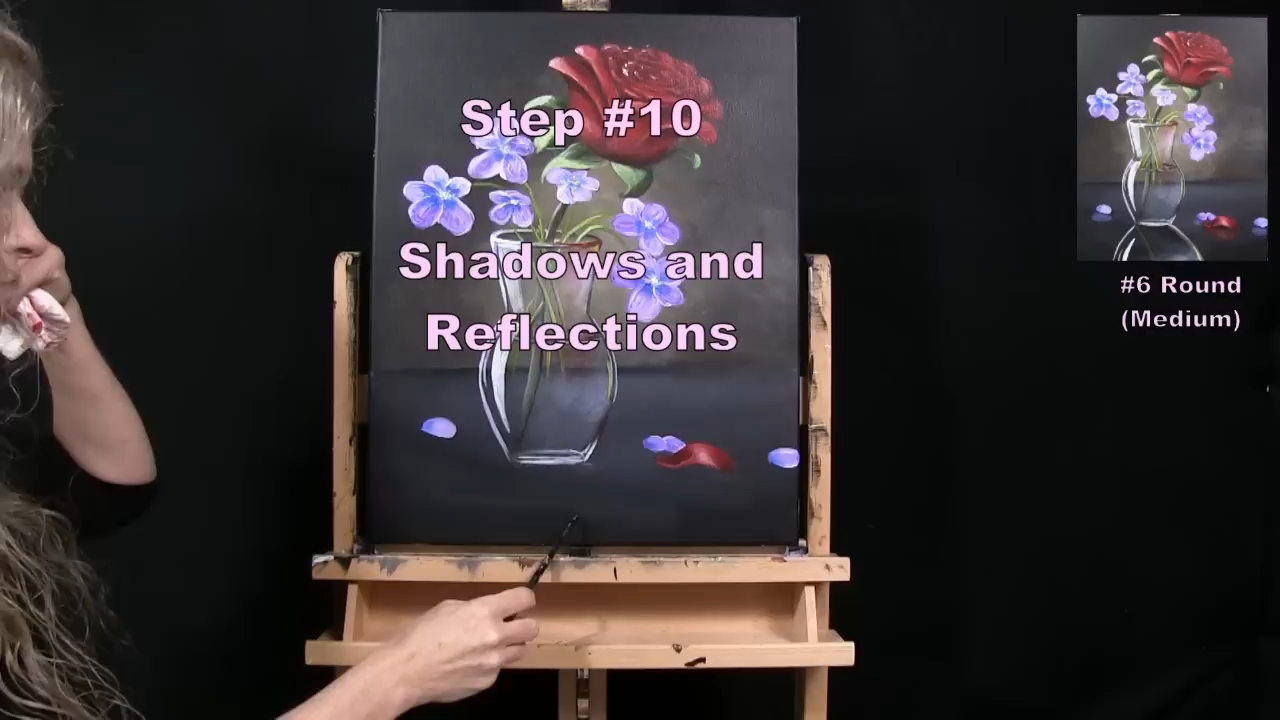 Step #10
Shadows and
Reflections
#6 Round
(Medium)